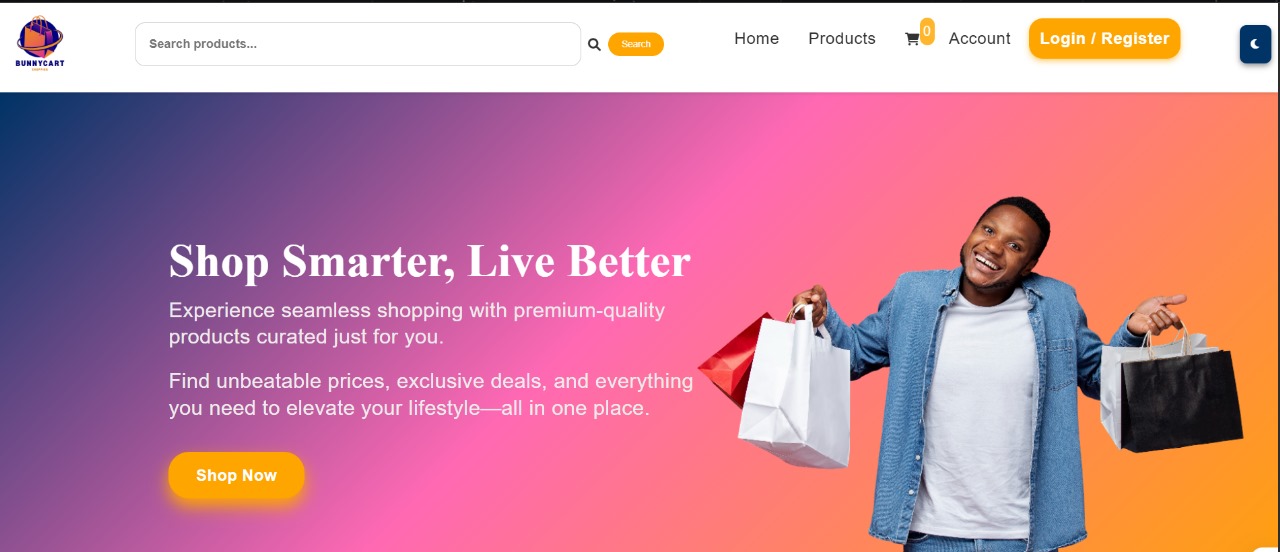 BUNNYCART
Search products...
Search
Home
Products
0
Account
Login / Register
Shop Smarter, Live Better
Experience seamless shopping with premium-quality
products curated just for you.
Find unbeatable prices, exclusive deals, and everything
you need to elevate your lifestyle—all in one place.
Shop Now